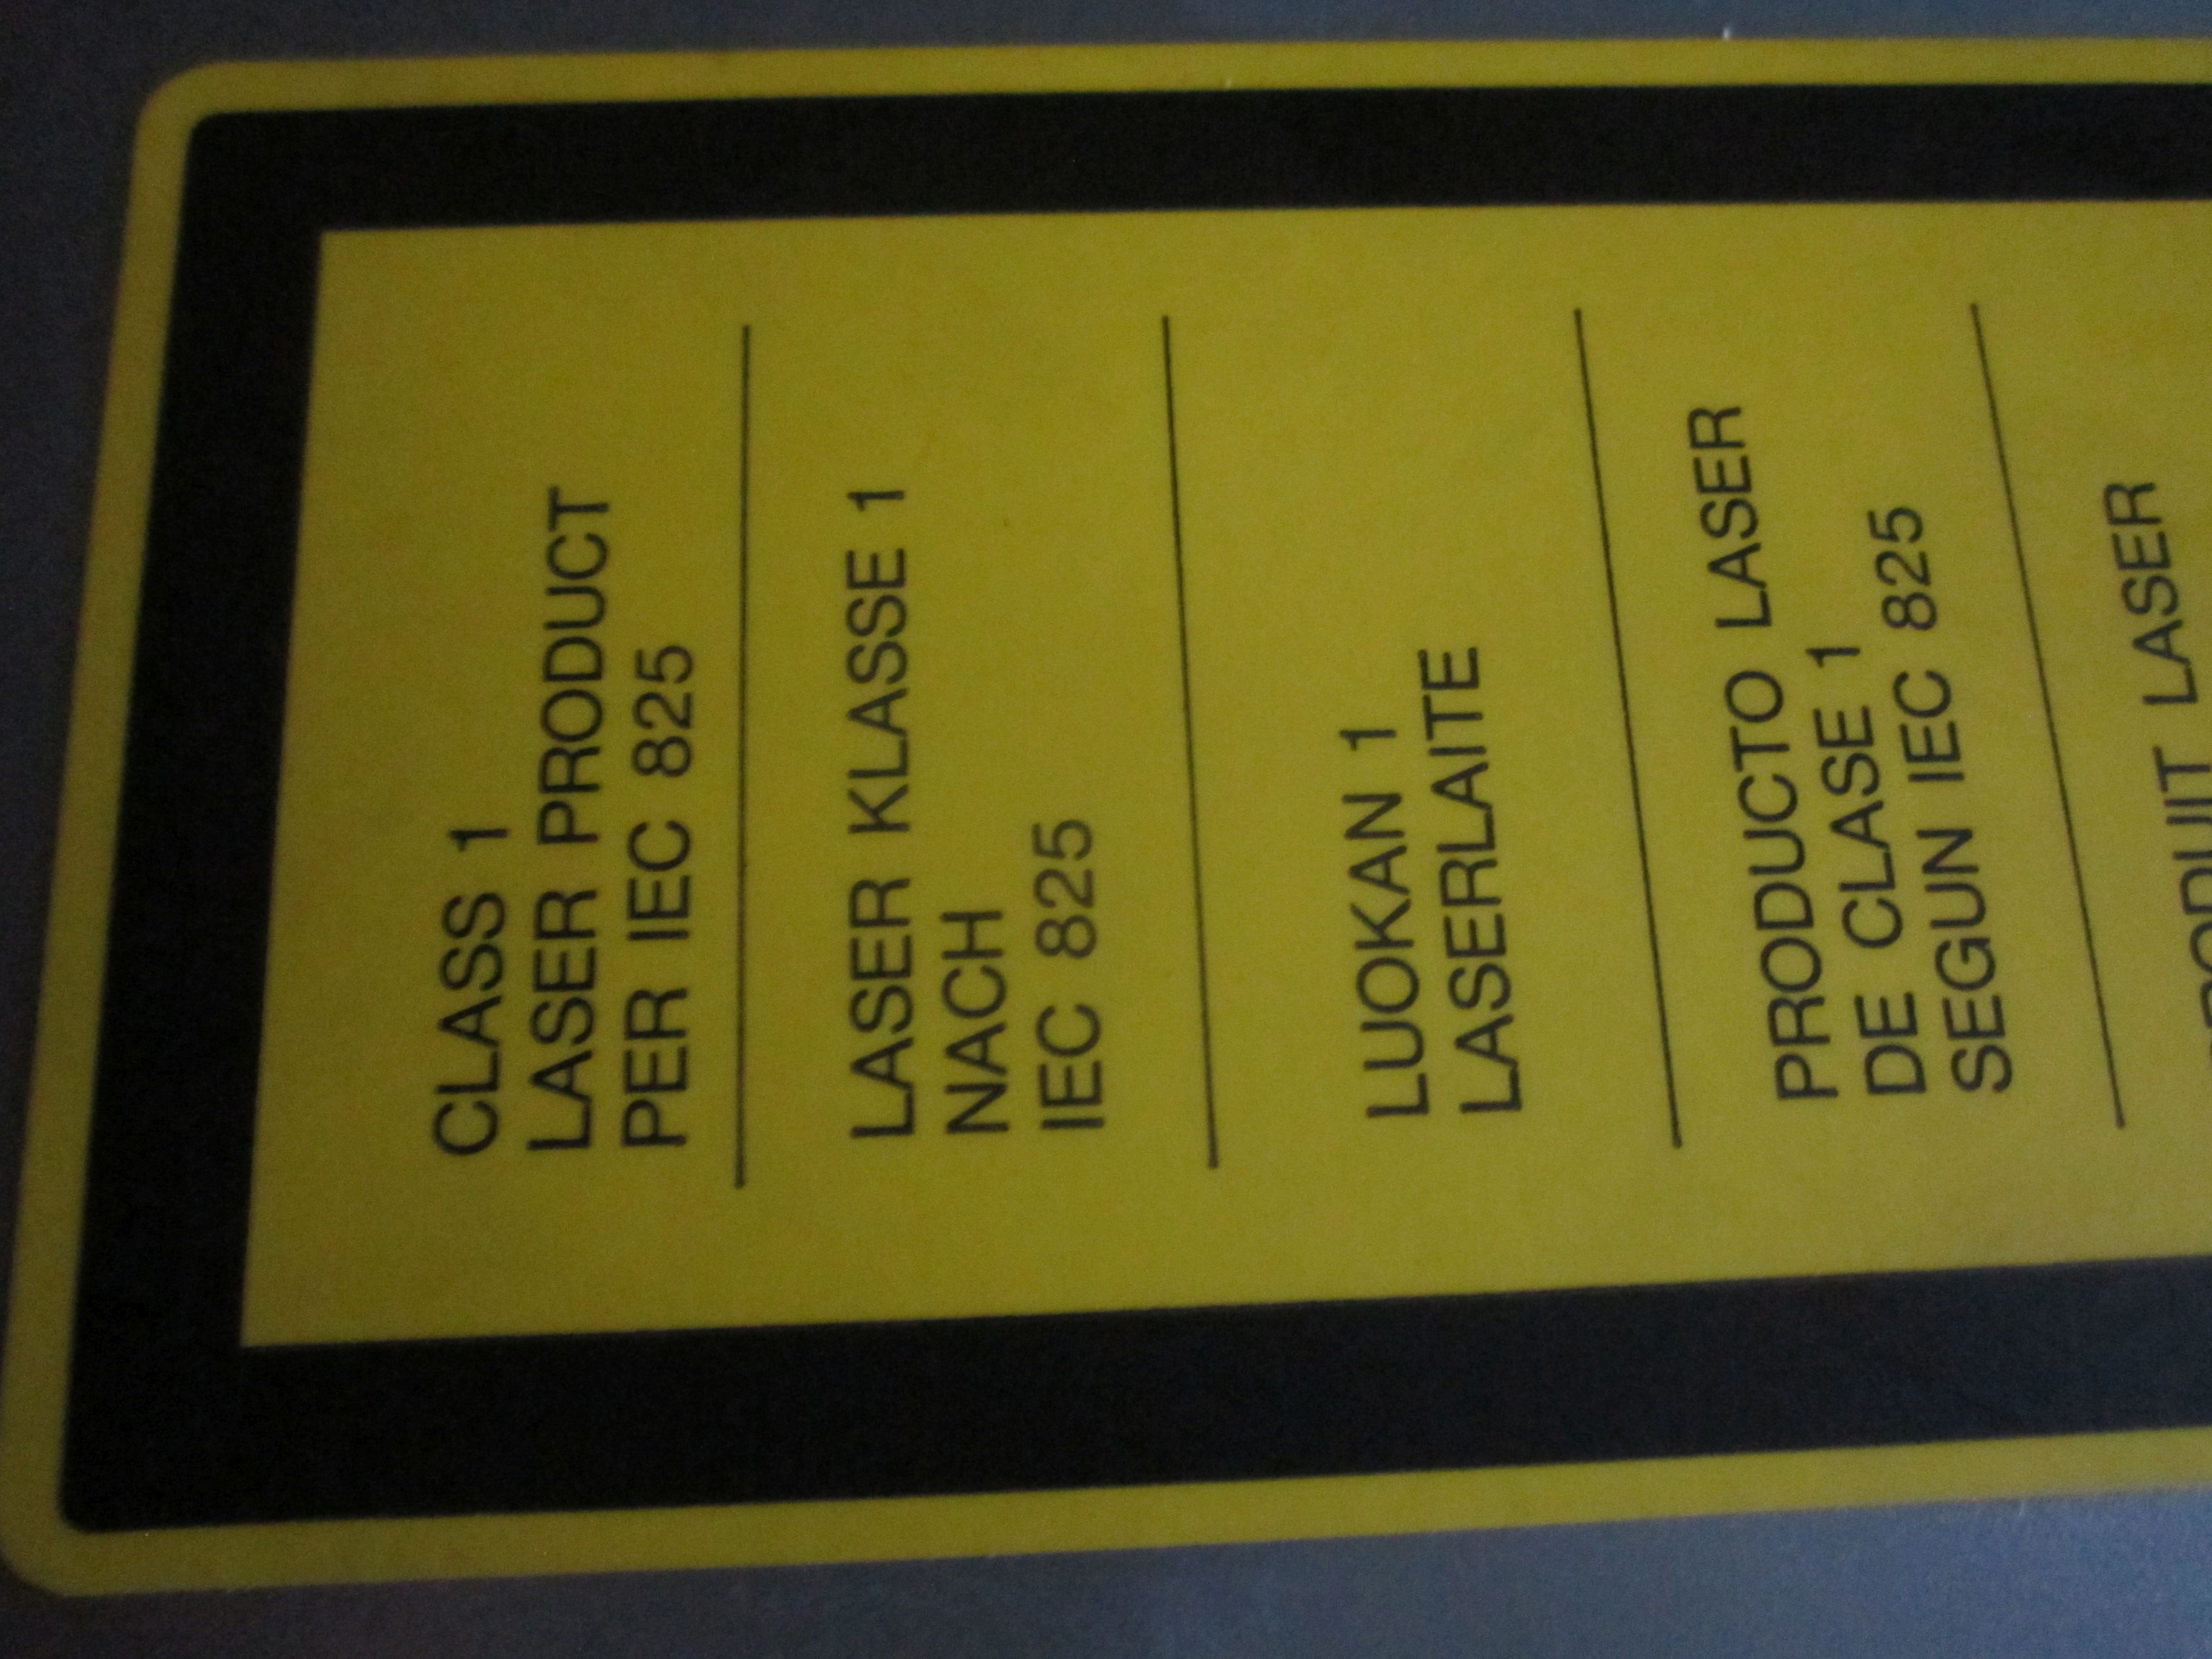 CLASS 1
LASER PRODUCT
PER IEC 825
LASER KLASSE 1
NACH
IEC 825
LUOKAN 1
LASERLAITE
PRODUCTO LASER
DE CLASE 1
SEGUN IEC 825
PRODUIT LASER